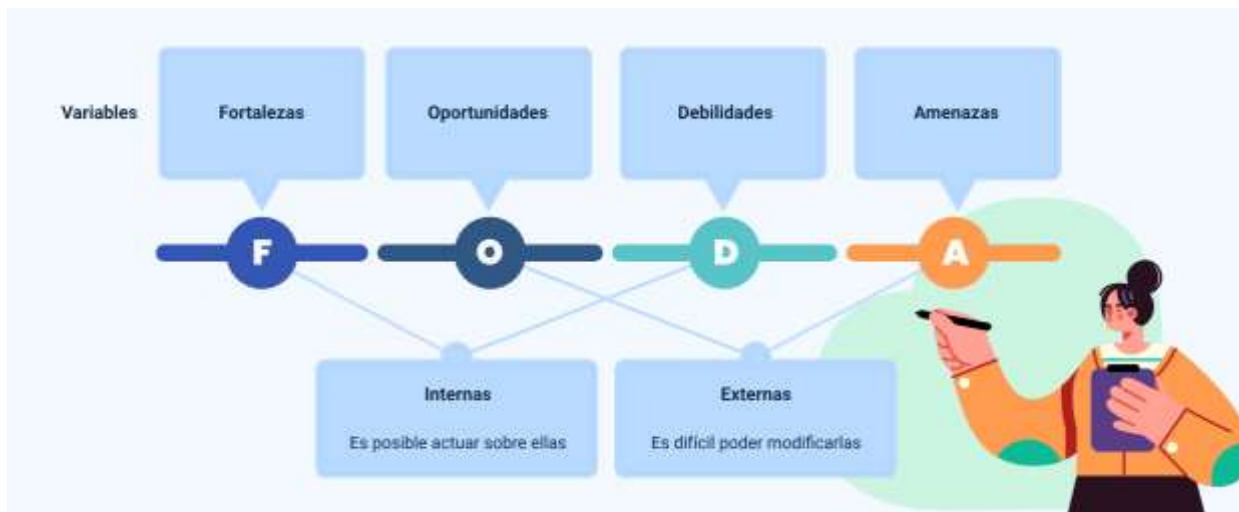 Variables
Fortalezas
Oportunidades
Debilidades
Amenazas
F
O
D
A
Internas
Es posible actuar sobre ellas
Externas
Es difícil poder modificarlas